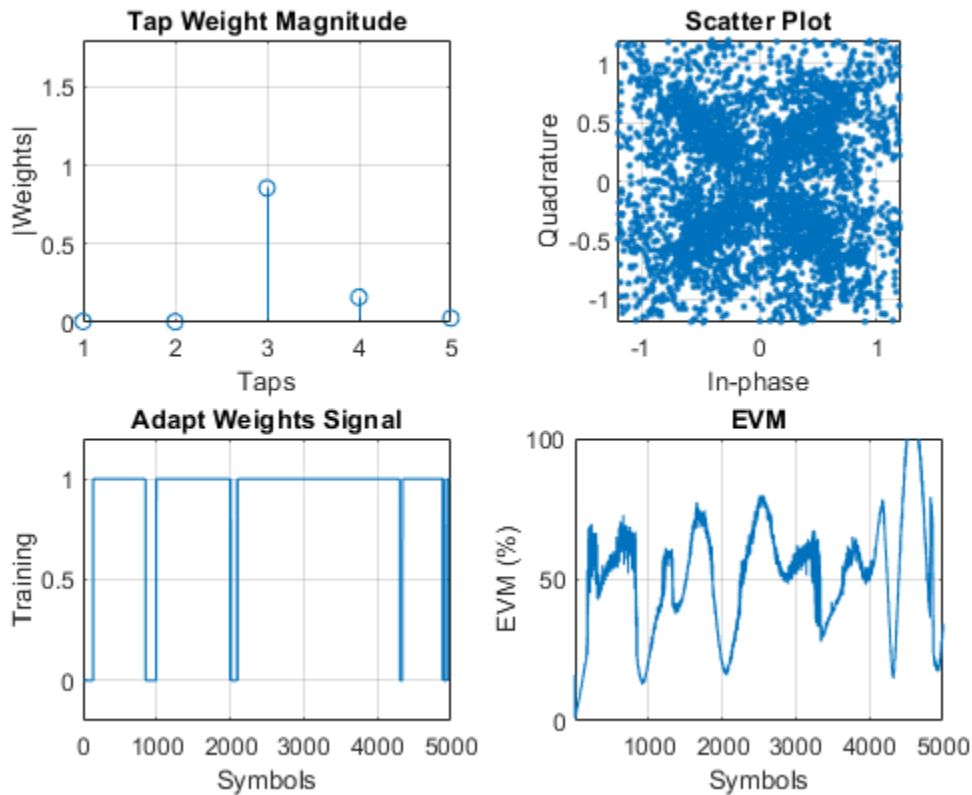 Tap Weight Magnitude
|Weights|
1.5
1
0.5
0
1 2 3 4 5
Taps
Scatter Plot
Quadrature
1
0.5
0
-0.5
-1
-1 0 1
In-phase
Adapt Weights Signal
Training
1
0.5
0
0 1000 2000 3000 4000 5000
Symbols
EVM
EVM (%)
100
50
0
1000 2000 3000 4000 5000
Symbols